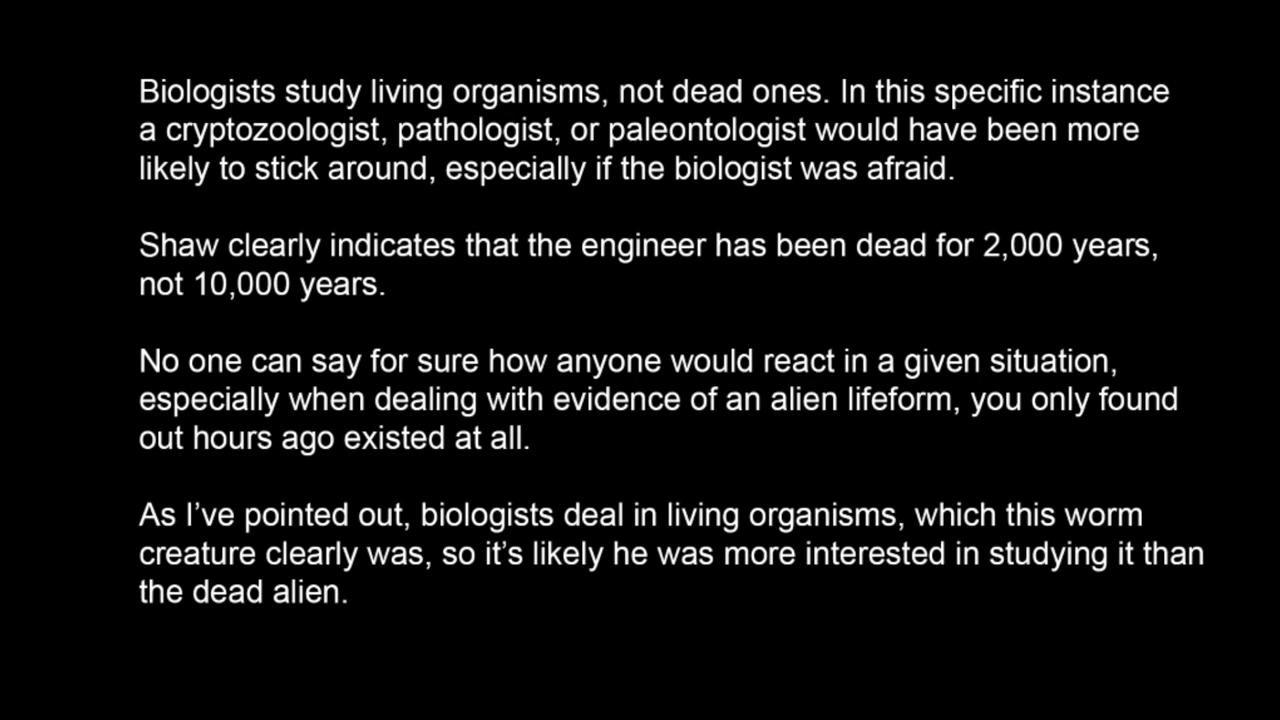 Biologists study living organisms, not dead ones. In this specific instance
a cryptozoologist, pathologist, or paleontologist would have been more
likely to stick around, especially if the biologist was afraid.
Shaw clearly indicates that the engineer has been dead for 2,000 years,
not 10,000 years.
No one can say for sure how anyone would react in a given situation,
especially when dealing with evidence of an alien lifeform, you only found
out hours ago existed at all.
As I’ve pointed out, biologists deal in living organisms, which this worm
creature clearly was, so it’s likely he was more interested in studying it than
the dead alien.